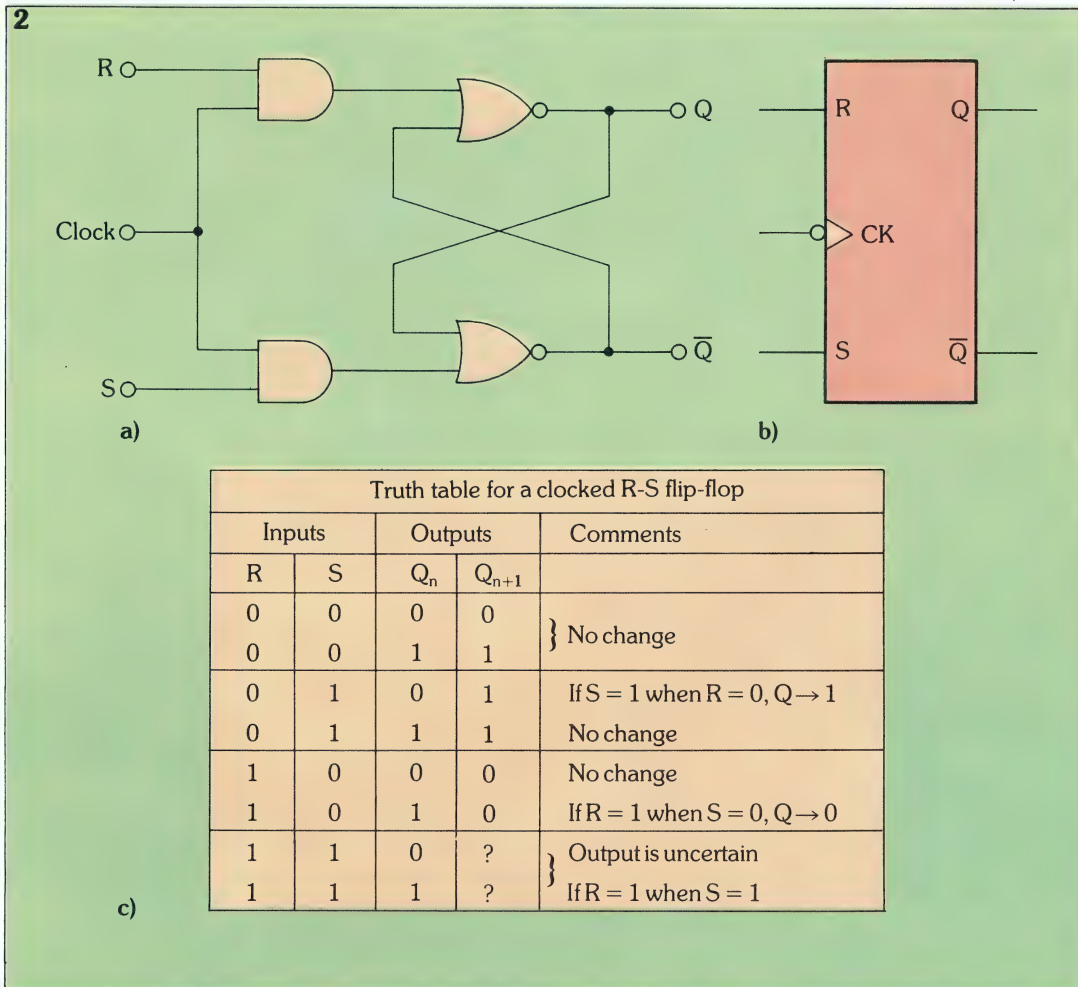 2
R
Q
Clock
S
Q̅
a)
R
Q
CK
S
Q̅
b)
Truth table for a clocked R-S flip-flop
Inputs Outputs Comments
R S Qₙ Qₙ₊₁
0 0 0 0
} No change
0 0 1 1
0 1 0 1 If S = 1 when R = 0, Q → 1
0 1 1 1 No change
1 0 0 0 No change
1 0 1 0 If R = 1 when S = 0, Q → 0
1 1 0 ? } Output is uncertain
1 1 1 ? If R = 1 when S = 1
c)